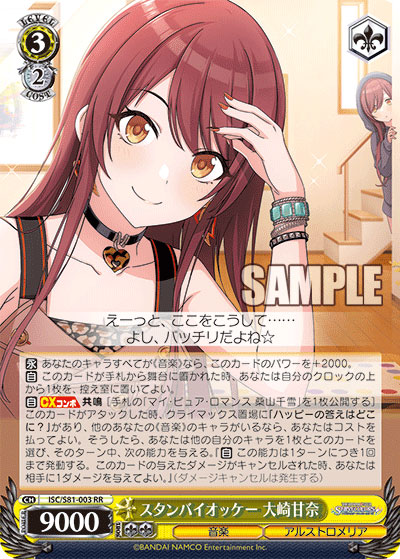 LEVEL
3
2
COST
SAMPLE
えーっと、ここをこうして……
よし、バッチリだよね☆
永 あなたのキャラすべてが《音楽》なら、このカードのパワーを+2000。
自 このカードが手札から舞台に置かれた時、あなたは自分のクロックの上
から1枚を、控え室に置いてよい。
自 CXコンボ 共鳴 [手札の「マイ・ピュア・ロマンス 桑山千雪」を1枚公開する]
このカードがアタックした時、クライマックス置場に「ハッピーの答えはどこ
に?」があり、他のあなたの《音楽》のキャラがいるなら、あなたはコストを
払ってよい。そうしたら、あなたは他の自分のキャラを1枚とこのカードを
選び、そのターン中、次の能力を与える。『自 この能力は1ターンにつき1回
まで発動する。このカードの与えたダメージがキャンセルされた時、あなたは
相手に1ダメージを与えてよい。』(ダメージキャンセルは発生する)
CH ISC/S81-003 RR
POWER
9000
スタンバイオッケー 大崎甘奈
音楽
アルストロメリア
©BANDAI NAMCO Entertainment Inc.